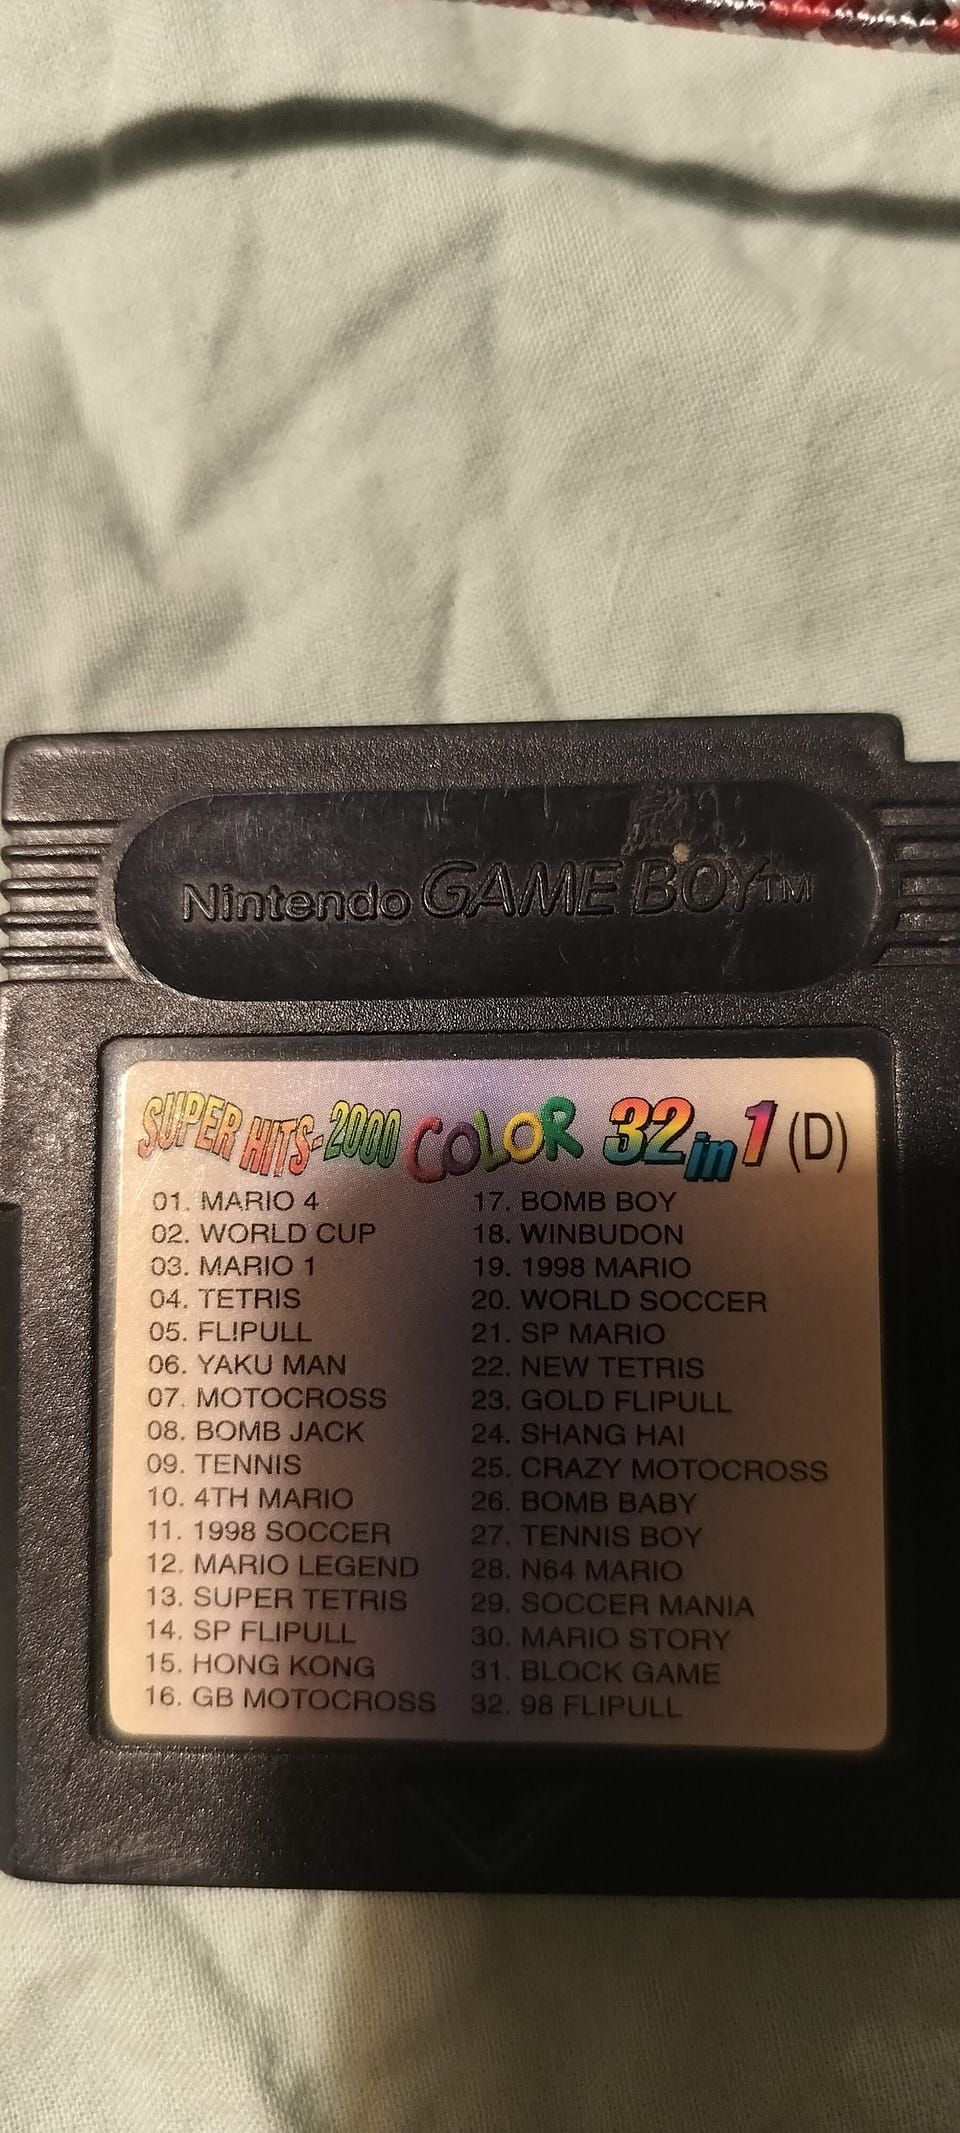 Nintendo GAME BOY™
SUPER HITS-2000 COLOR 32 in 1 (D)
01. MARIO 4
02. WORLD CUP
03. MARIO 1
04. TETRIS
05. FLIPULL
06. YAKU MAN
07. MOTOCROSS
08. BOMB JACK
09. TENNIS
10. 4TH MARIO
11. 1998 SOCCER
12. MARIO LEGEND
13. SUPER TETRIS
14. SP FLIPULL
15. HONG KONG
16. GB MOTOCROSS
17. BOMB BOY
18. WINBUDON
19. 1998 MARIO
20. WORLD SOCCER
21. SP MARIO
22. NEW TETRIS
23. GOLD FLIPULL
24. SHANG HAI
25. CRAZY MOTOCROSS
26. BOMB BABY
27. TENNIS BOY
28. N64 MARIO
29. SOCCER MANIA
30. MARIO STORY
31. BLOCK GAME
32. 98 FLIPULL